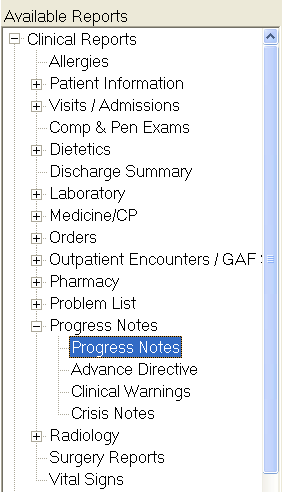 Available Reports
Clinical Reports
Allergies
Patient Information
Visits / Admissions
Comp & Pen Exams
Dietetics
Discharge Summary
Laboratory
Medicine/CP
Orders
Outpatient Encounters / GAF
Pharmacy
Problem List
Progress Notes
Progress Notes
Advance Directive
Clinical Warnings
Crisis Notes
Radiology
Surgery Reports
Vital Signs